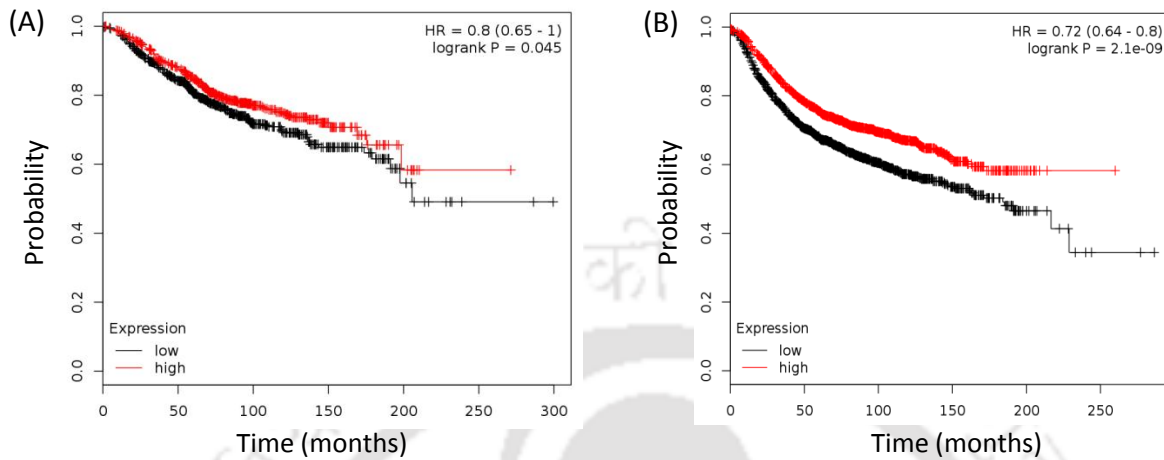 (A)
HR = 0.8 (0.65 - 1)
logrank P = 0.045
Probability
1.0
0.8
0.6
0.4
0.2
0.0
Expression
low
high
0 50 100 150 200 250 300
Time (months)
(B)
HR = 0.72 (0.64 - 0.8)
logrank P = 2.1e-09
Probability
1.0
0.8
0.6
0.4
0.2
0.0
Expression
low
high
0 50 100 150 200 250
Time (months)